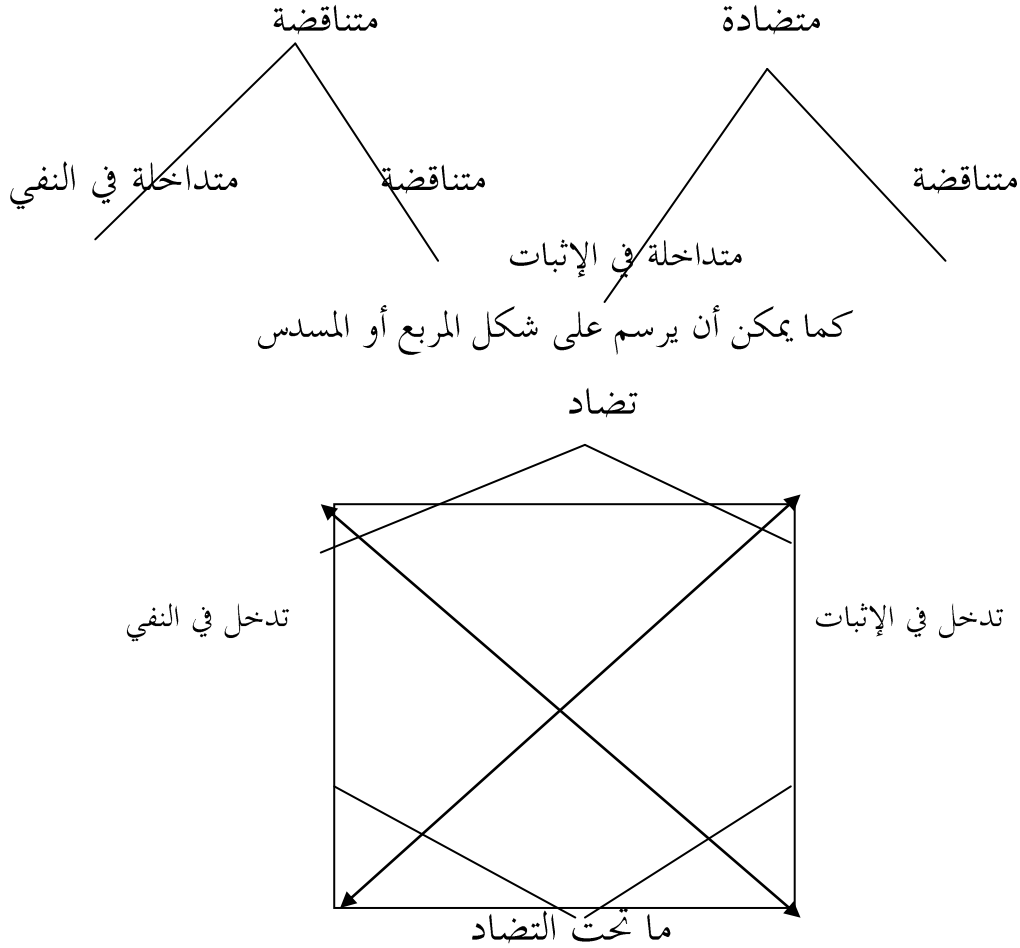 متضادة
متناقضة
متناقضة
متناقضة
متداخلة في النفي
متداخلة في الإثبات
كما يمكن أن يرسم على شكل المربع أو المسدس
تضاد
تدخل في الإثبات
تدخل في النفي
ما تحت التضاد